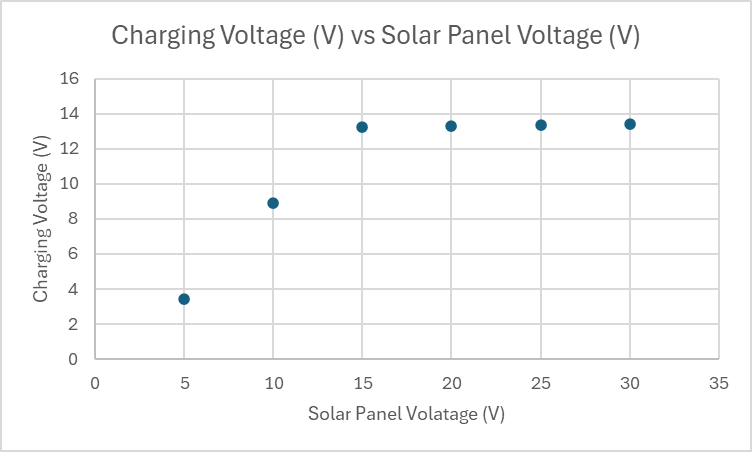 Charging Voltage (V) vs Solar Panel Voltage (V)
Charging Voltage (V)
16
14
12
10
8
6
4
2
0
0 5 10 15 20 25 30 35
Solar Panel Volatage (V)